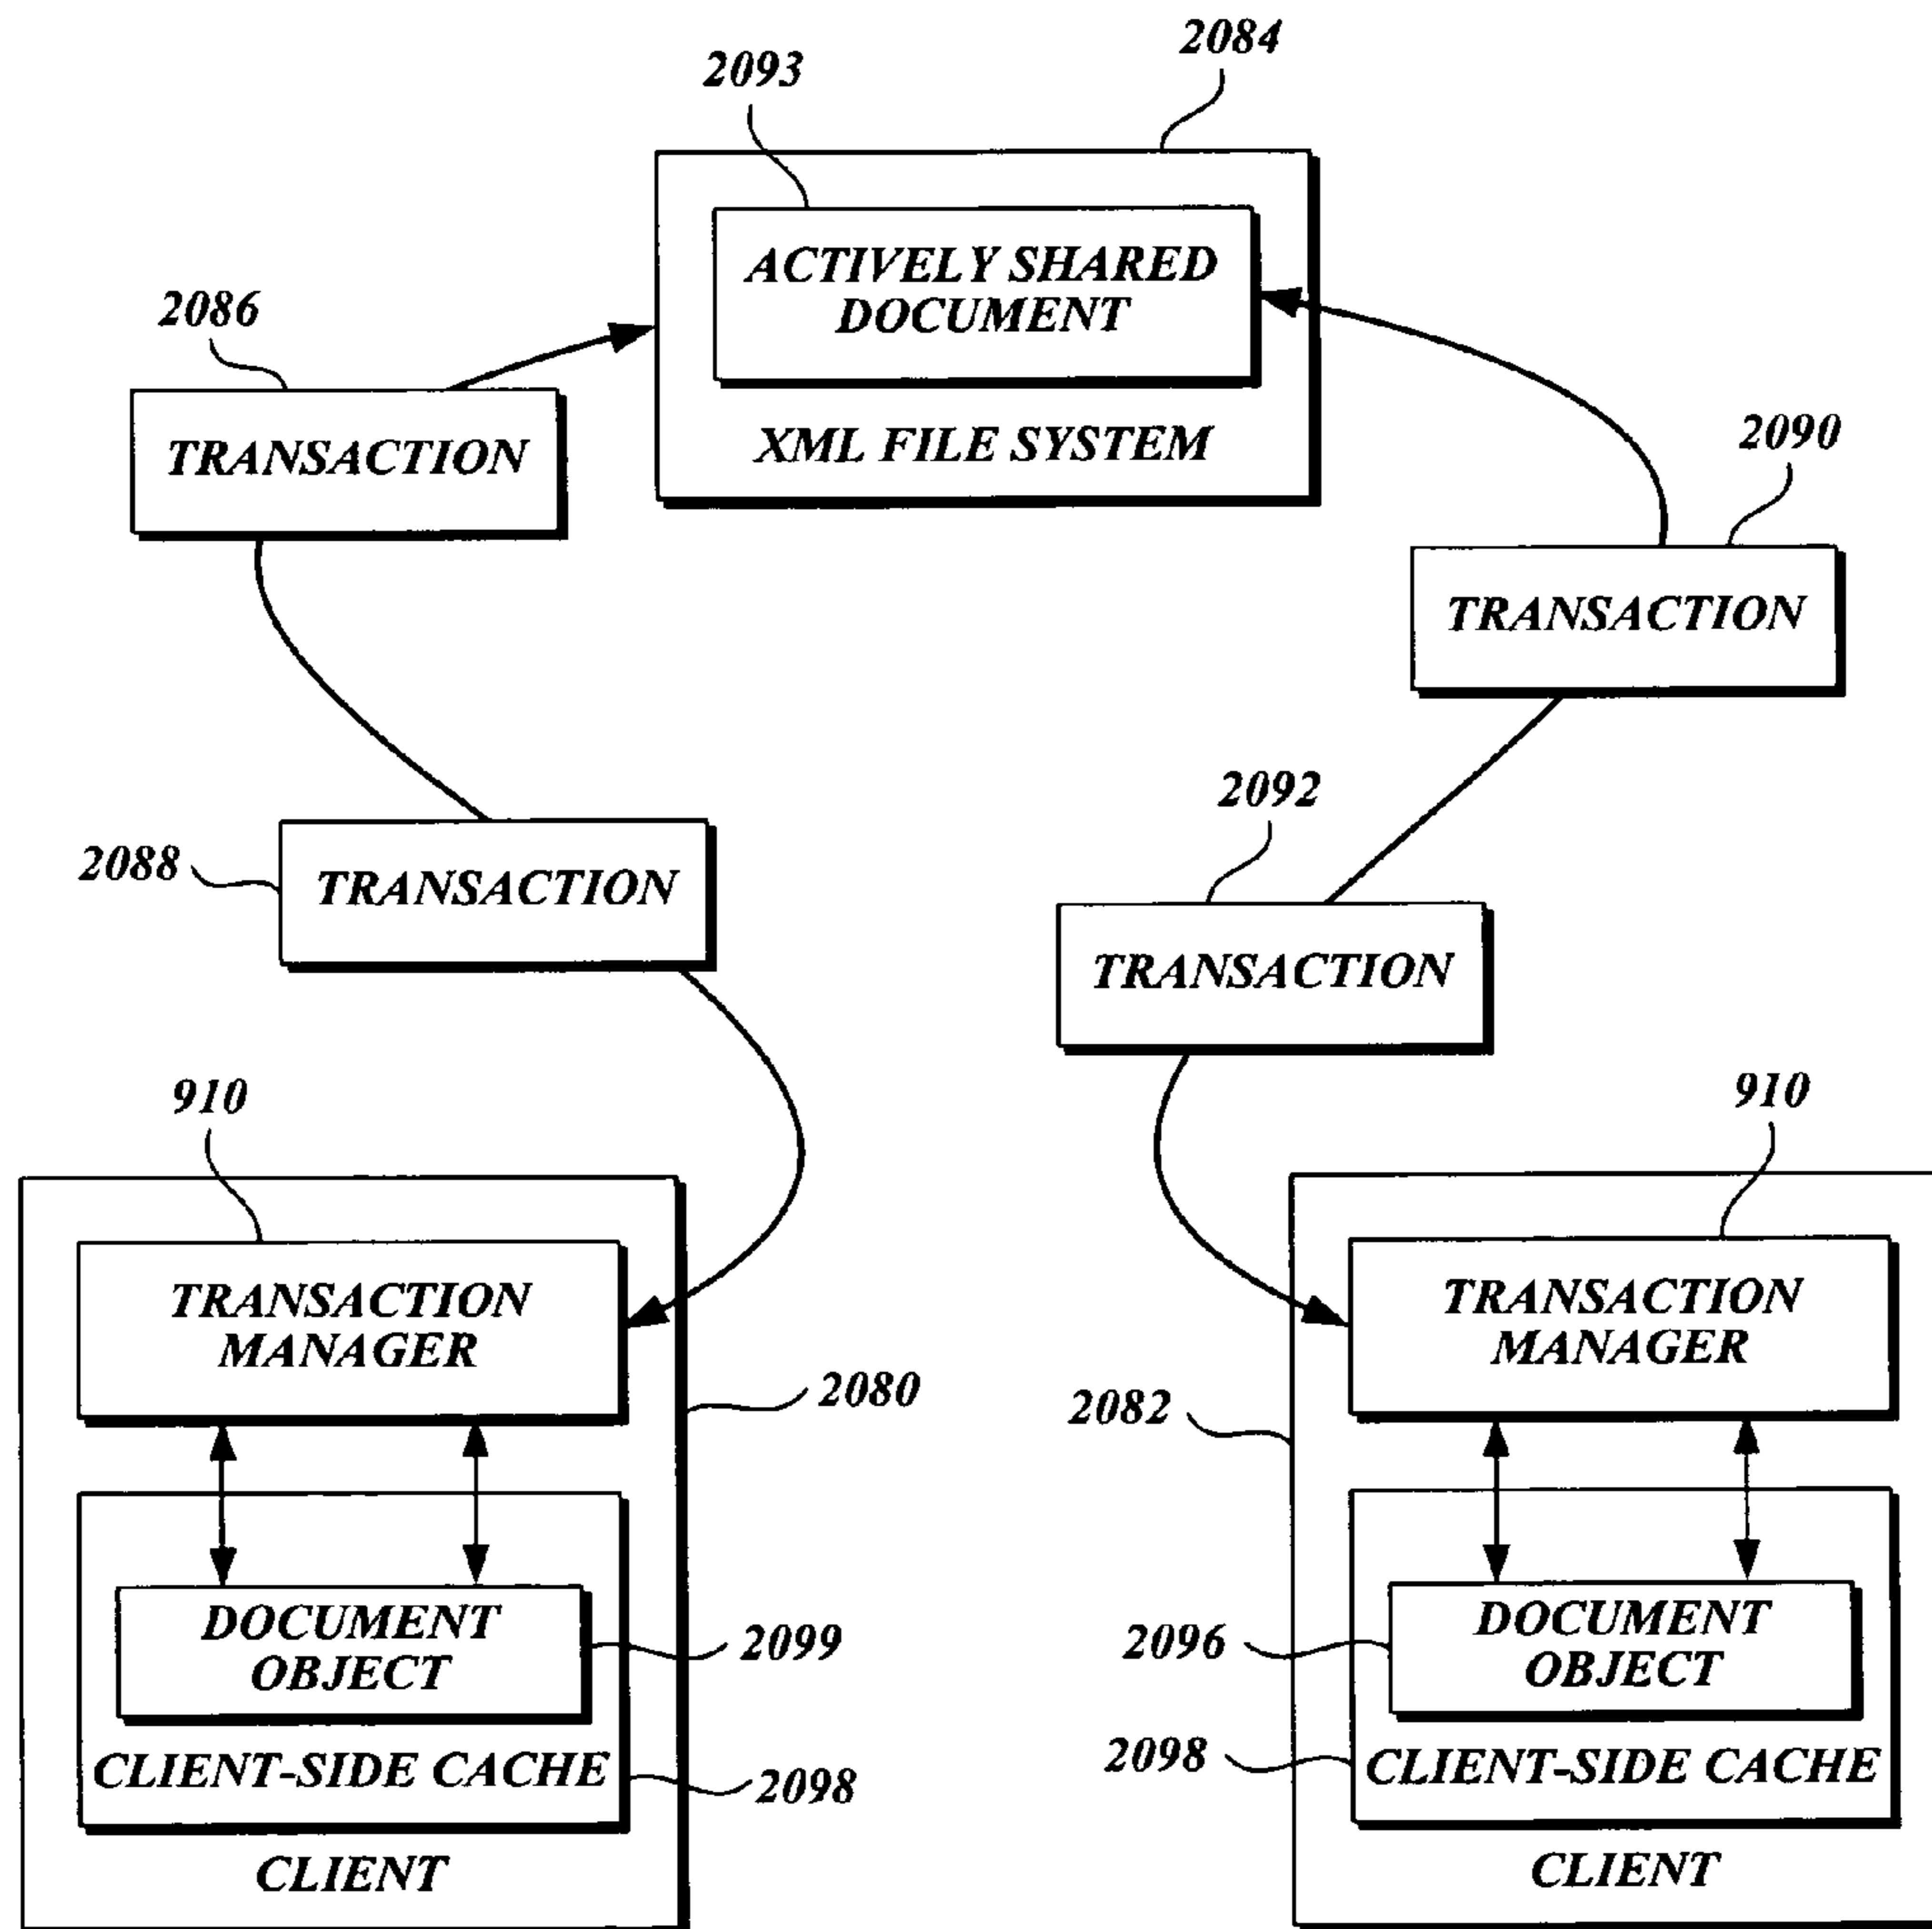 2084
2093
ACTIVELY SHARED
DOCUMENT
XML FILE SYSTEM
2086
TRANSACTION
2090
TRANSACTION
2088
TRANSACTION
2092
TRANSACTION
910
TRANSACTION
MANAGER
2080
DOCUMENT
OBJECT
2099
CLIENT-SIDE CACHE
2098
CLIENT
910
TRANSACTION
MANAGER
2082
DOCUMENT
OBJECT
2096
CLIENT-SIDE CACHE
2098
CLIENT